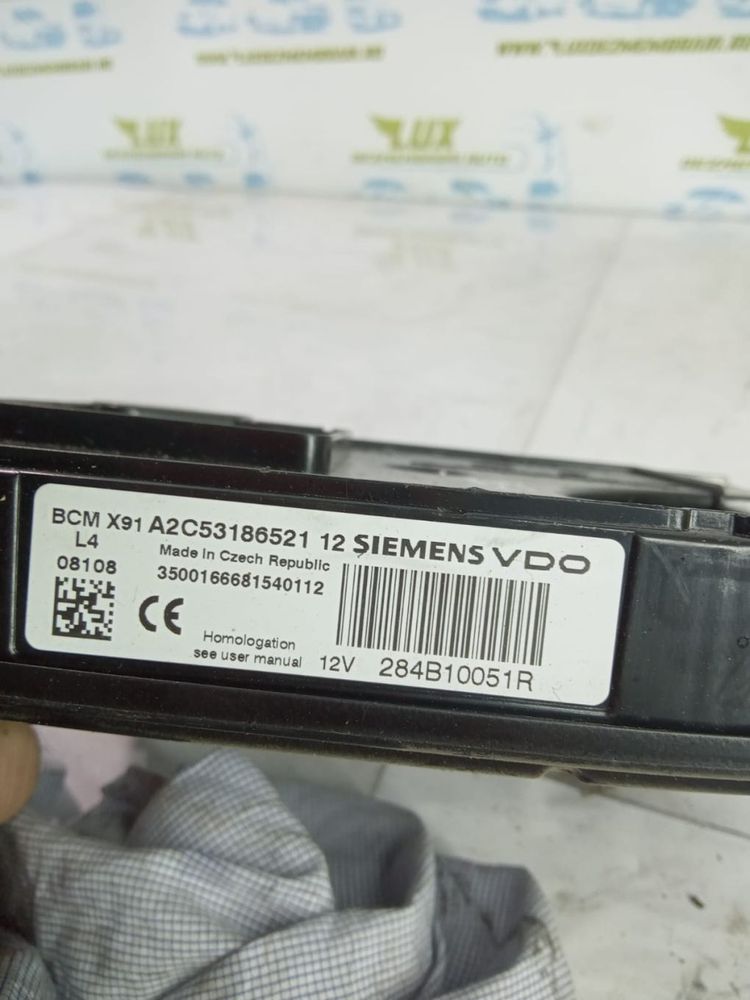 LUX
BCM X91 A2C53186521 12 SIEMENS VDO
L4
Made in Czech Republic
08108
3500166681540112
CE
Homologation
see user manual
12V
284B10051R